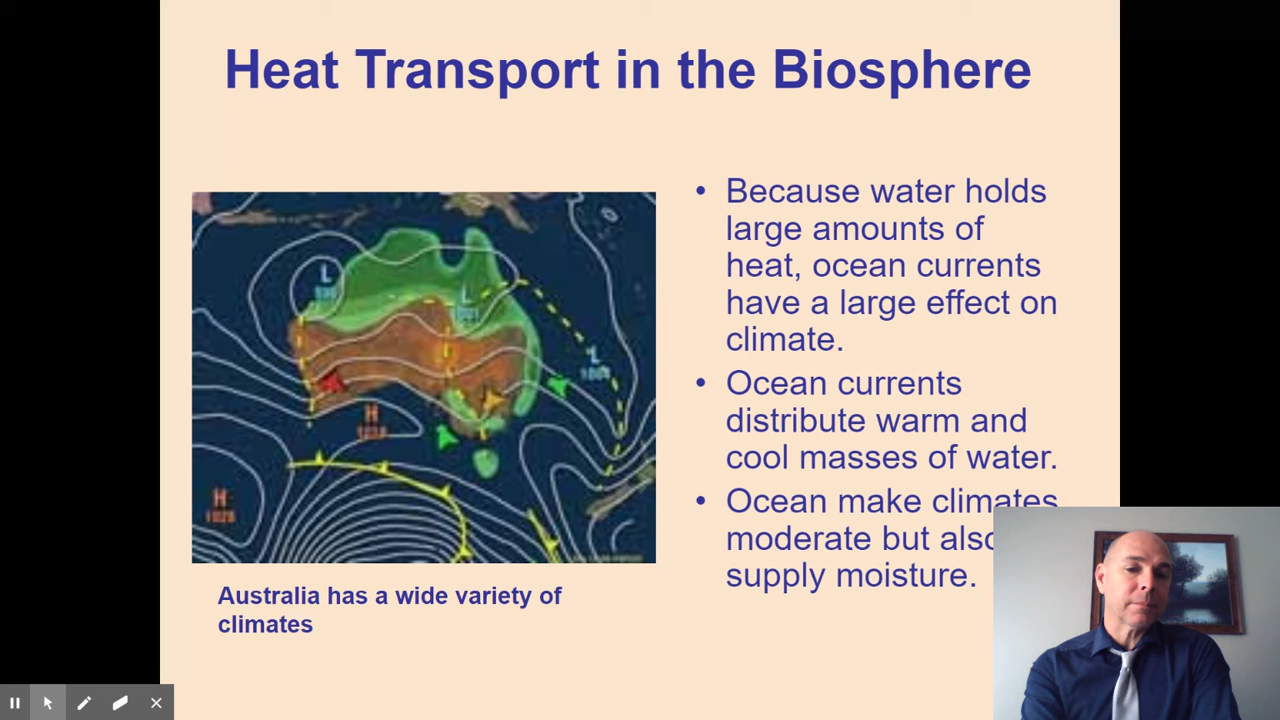 Heat Transport in the Biosphere
• Because water holds
large amounts of
heat, ocean currents
have a large effect on
climate.
• Ocean currents
distribute warm and
cool masses of water.
• Ocean make climates
moderate but also
supply moisture.
L
L
L
H
H
1028
Australia has a wide variety of
climates